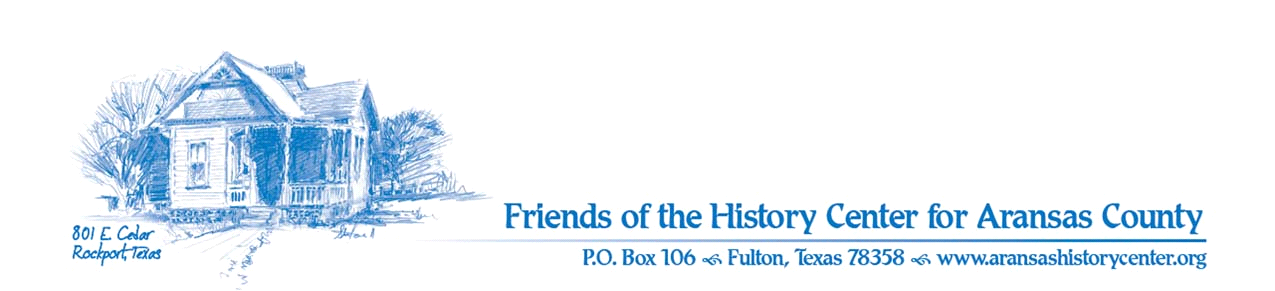 801 E. Cedar
Rockport, Texas
Friends of the History Center for Aransas County
P.O. Box 106 Fulton, Texas 78358 www.aransashistorycenter.org